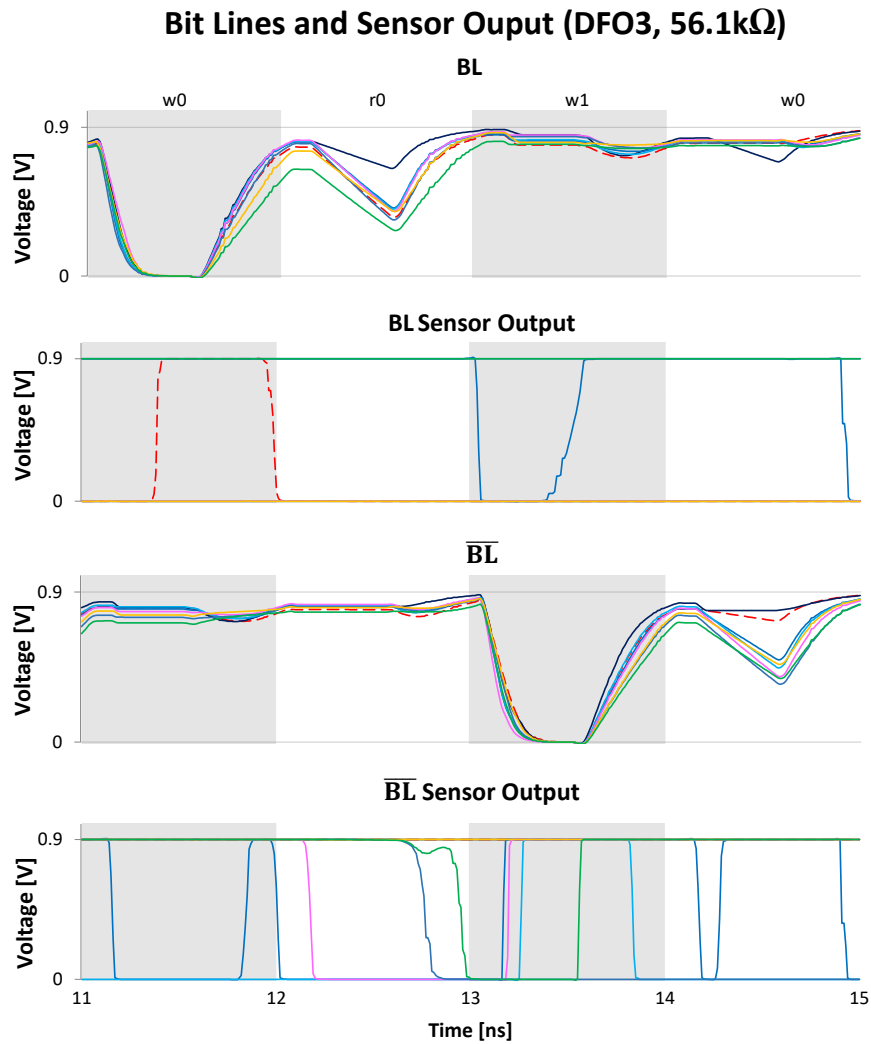 Bit Lines and Sensor Ouput (DFO3, 56.1kΩ)
BL
w0 r0 w1 w0
0.9
Voltage [V]
0
BL Sensor Output
0.9
Voltage [V]
0
B̅L̅
0.9
Voltage [V]
0
B̅L̅ Sensor Output
0.9
Voltage [V]
0
11 12 13 14 15
Time [ns]